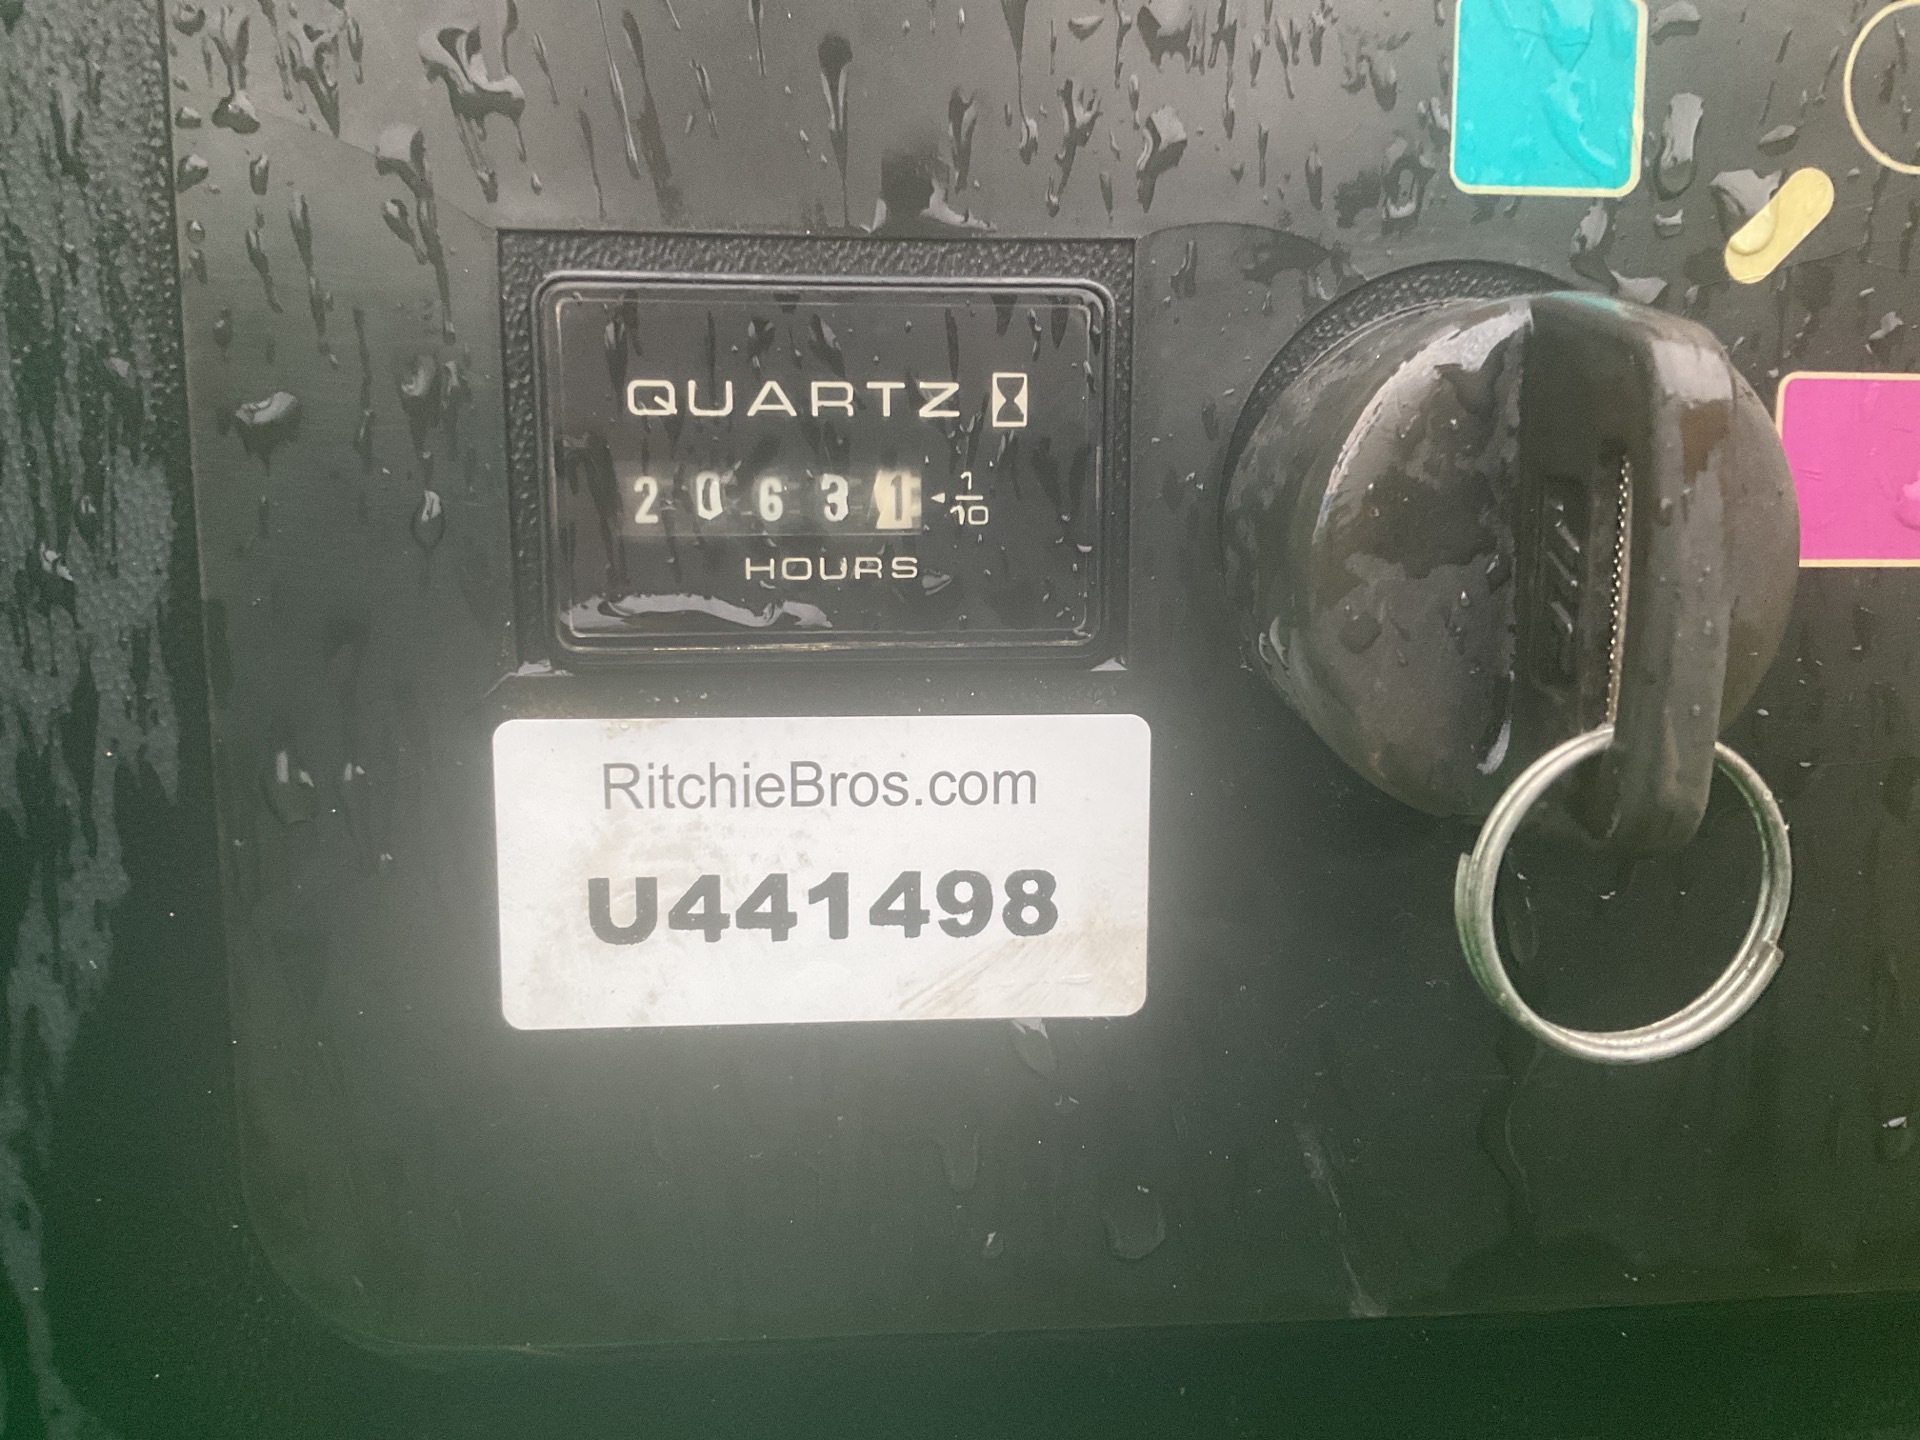 QUARTZ
20631 1/10
HOURS
RitchieBros.com
U441498